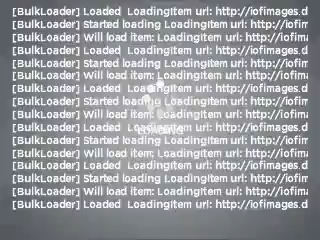 [BulkLoader] Loaded LoadingItem url: http://iofimages.d
[BulkLoader] Started loading LoadingItem url: http://iofim
[BulkLoader] Will load item: LoadingItem url: http://iofima
[BulkLoader] Loaded LoadingItem url: http://iofimages.d
[BulkLoader] Started loading LoadingItem url: http://iofim
[BulkLoader] Will load item: LoadingItem url: http://iofima
[BulkLoader] Loaded LoadingItem url: http://iofimages.d
[BulkLoader] Started loading LoadingItem url: http://iofim
[BulkLoader] Will load item: LoadingItem url: http://iofima
[BulkLoader] Loaded LoadingItem url: http://iofimages.d
[BulkLoader] Started loading LoadingItem url: http://iofim
[BulkLoader] Will load item: LoadingItem url: http://iofima
[BulkLoader] Loaded LoadingItem url: http://iofimages.d
[BulkLoader] Started loading LoadingItem url: http://iofim
[BulkLoader] Will load item: LoadingItem url: http://iofima
[BulkLoader] Loaded LoadingItem url: http://iofimages.d